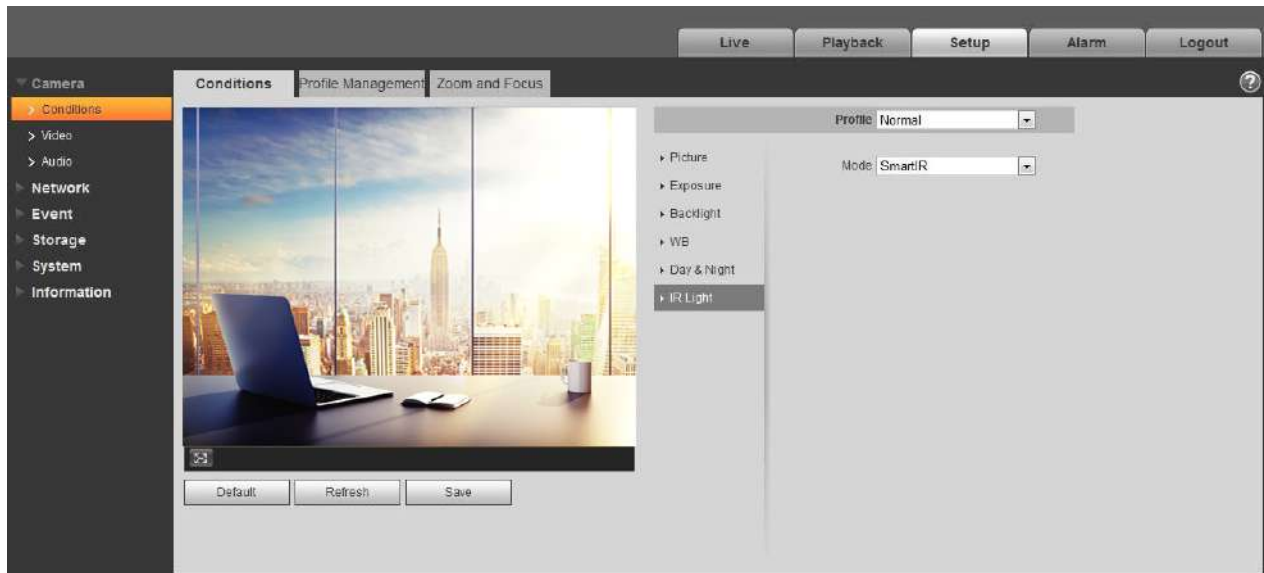 Live Playback Setup Alarm Logout
Camera
Conditions
Video
Audio
Network
Event
Storage
System
Information
Conditions Profile Management Zoom and Focus
Profile Normal
Picture
Exposure
Backlight
WB
Day & Night
IR Light
Mode SmartIR
Default Refresh Save